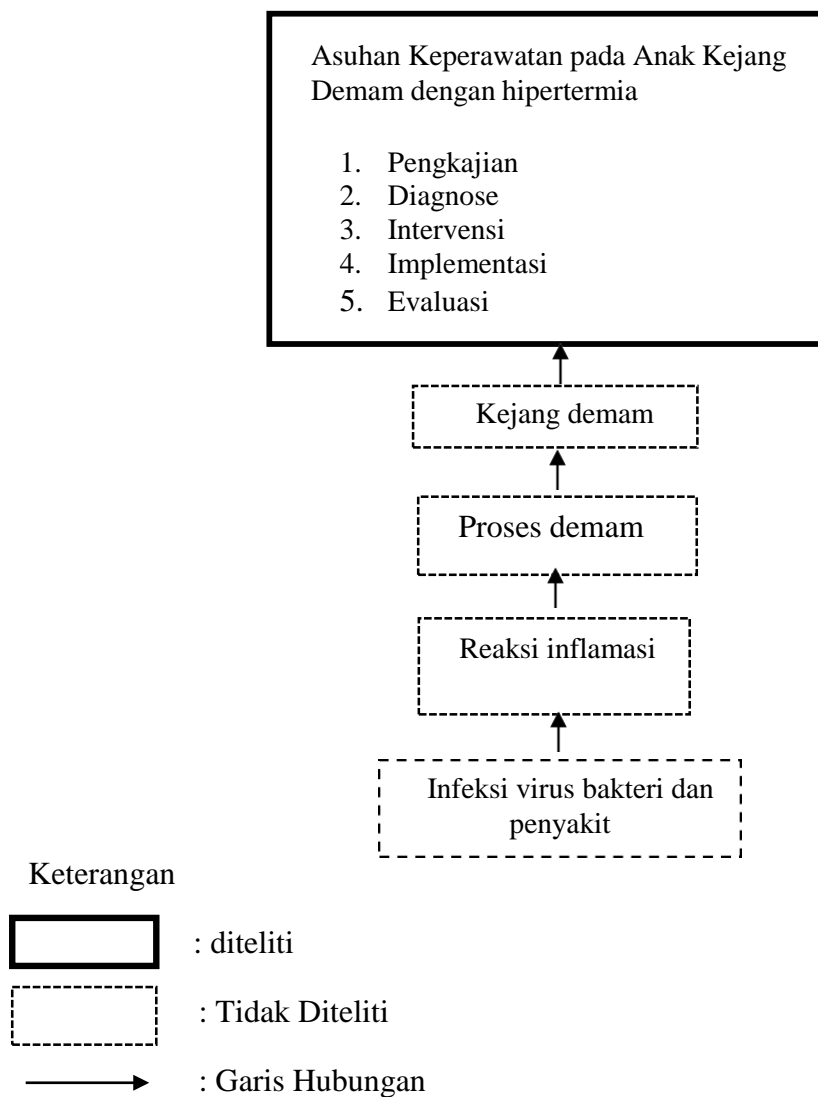 Asuhan Keperawatan pada Anak Kejang
Demam dengan hipertermia
1. Pengkajian
2. Diagnose
3. Intervensi
4. Implementasi
5. Evaluasi
Kejang demam
Proses demam
Reaksi inflamasi
Infeksi virus bakteri dan
penyakit
Keterangan
: diteliti
: Tidak Diteliti
: Garis Hubungan